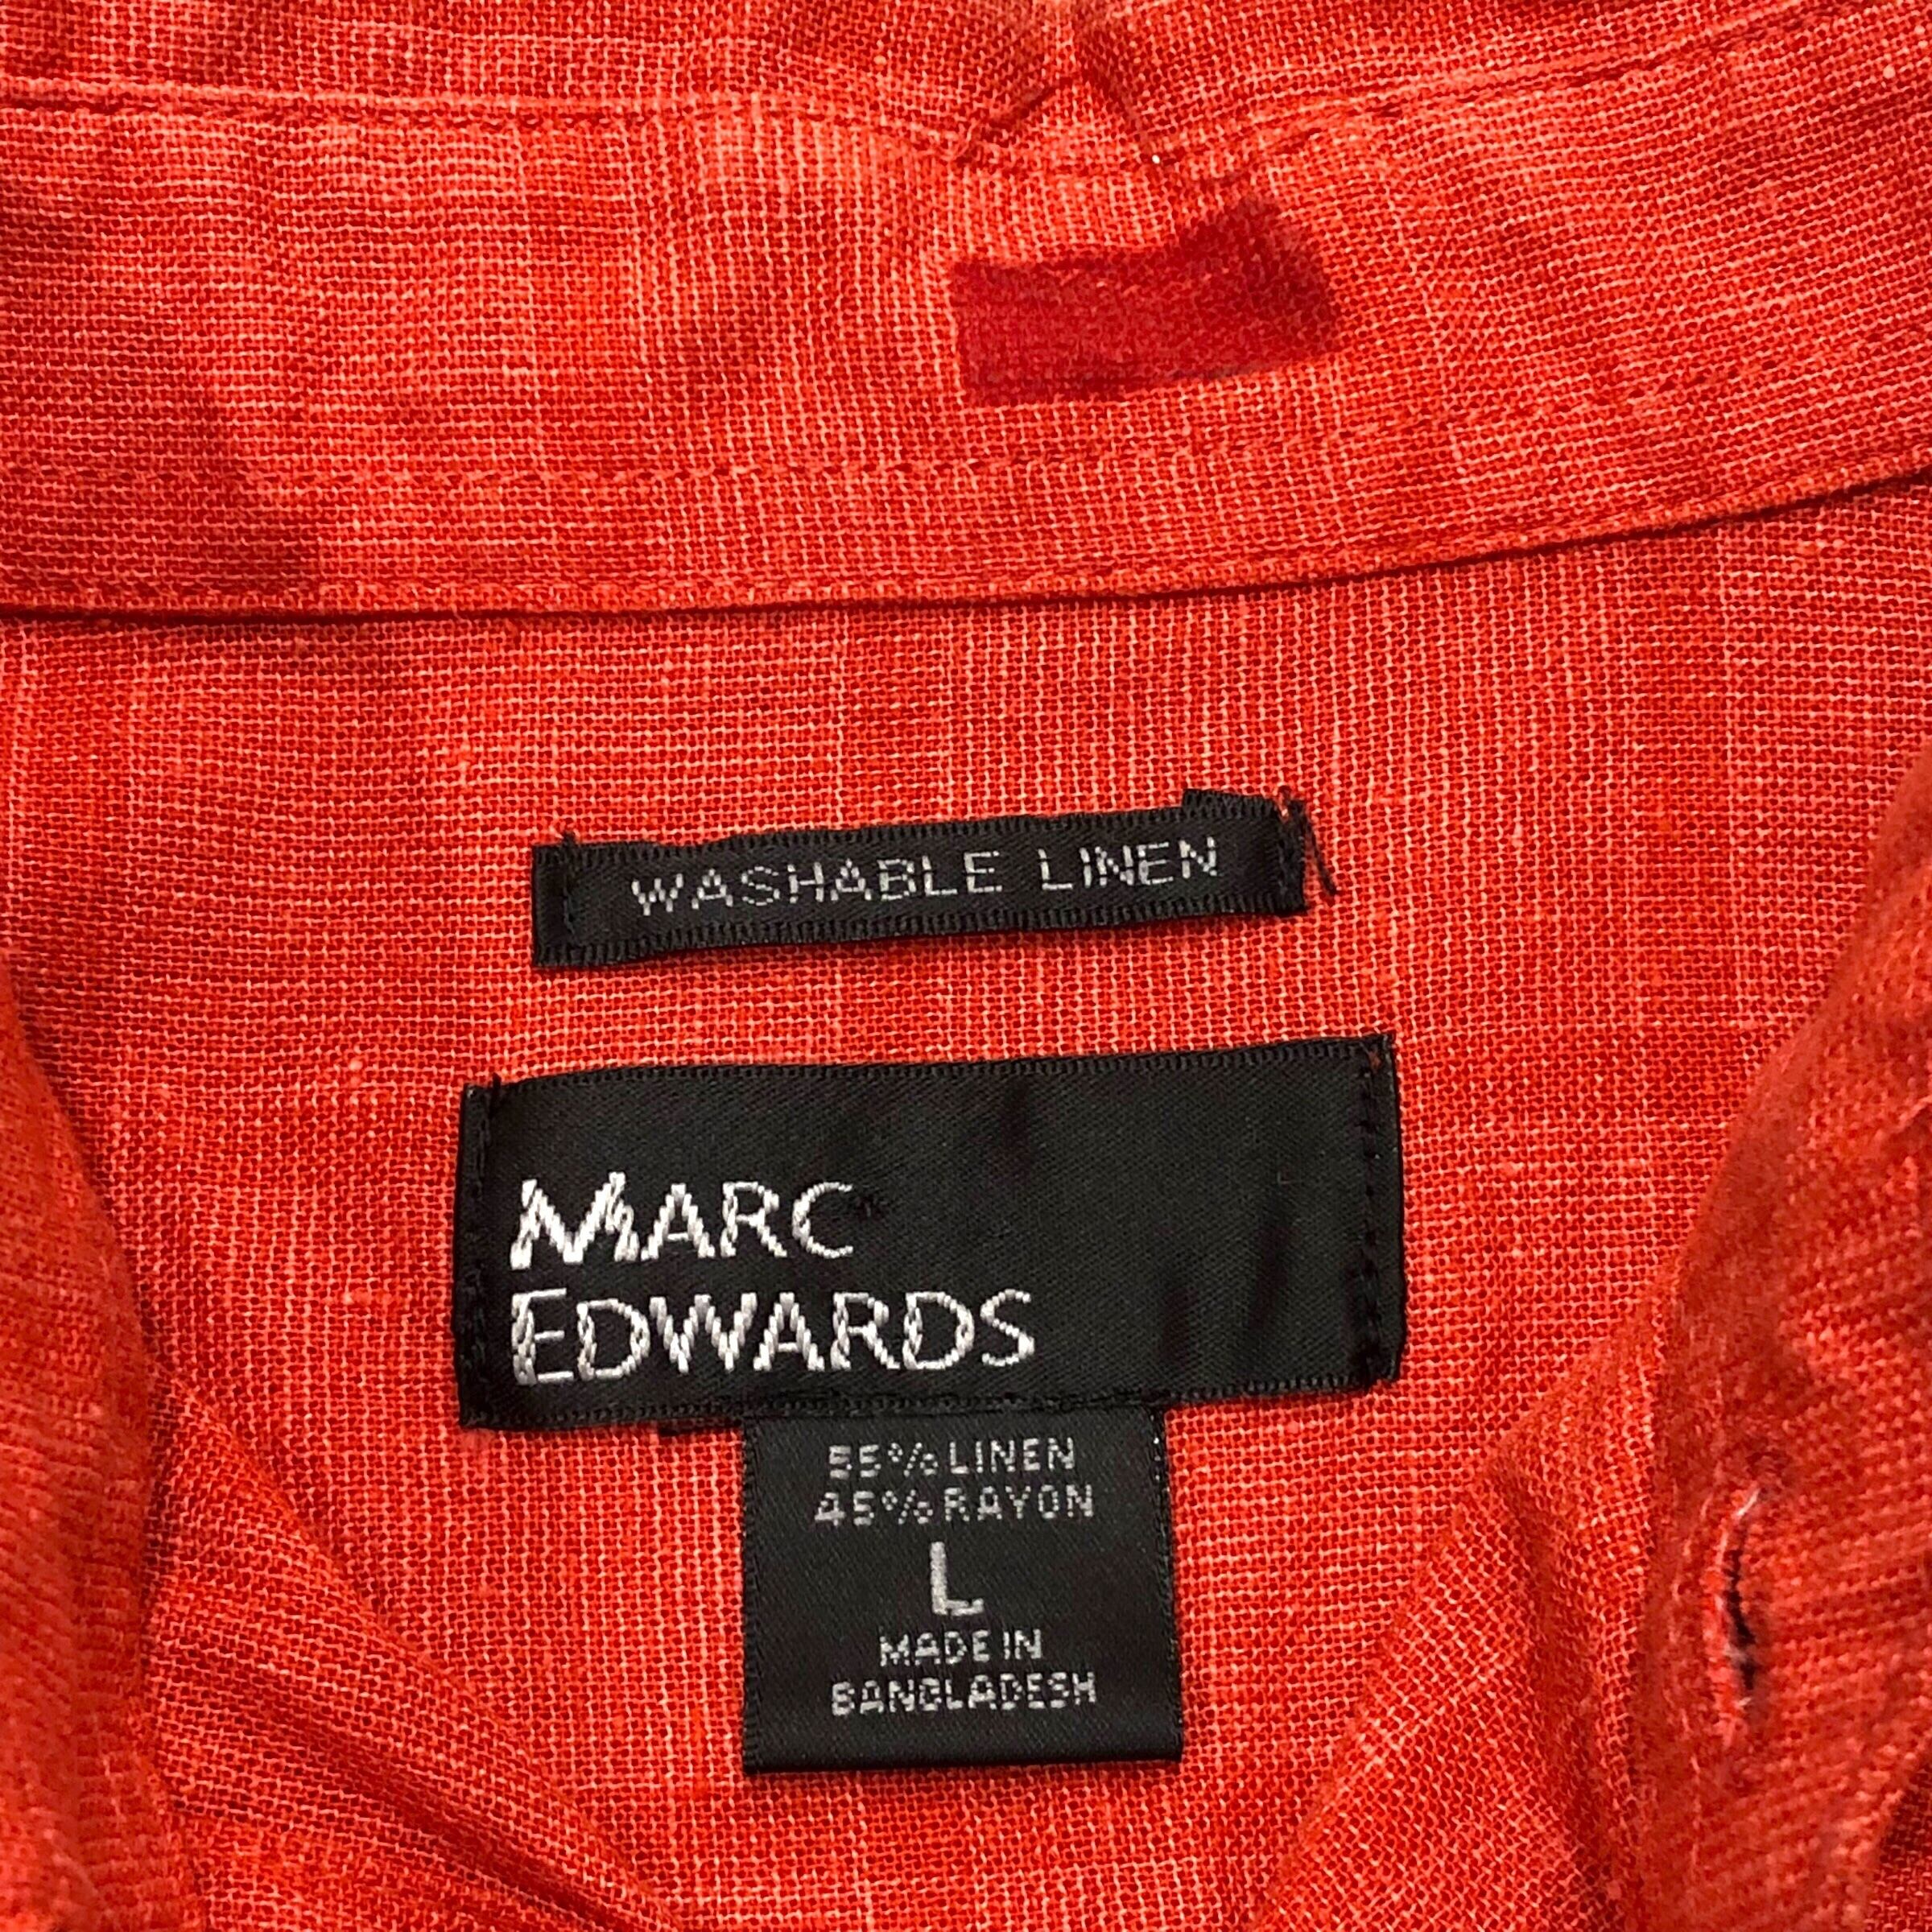 WASHABLE LINEN
MARC
EDWARDS
55% LINEN
45% RAYON
L
MADE IN
BANGLADESH